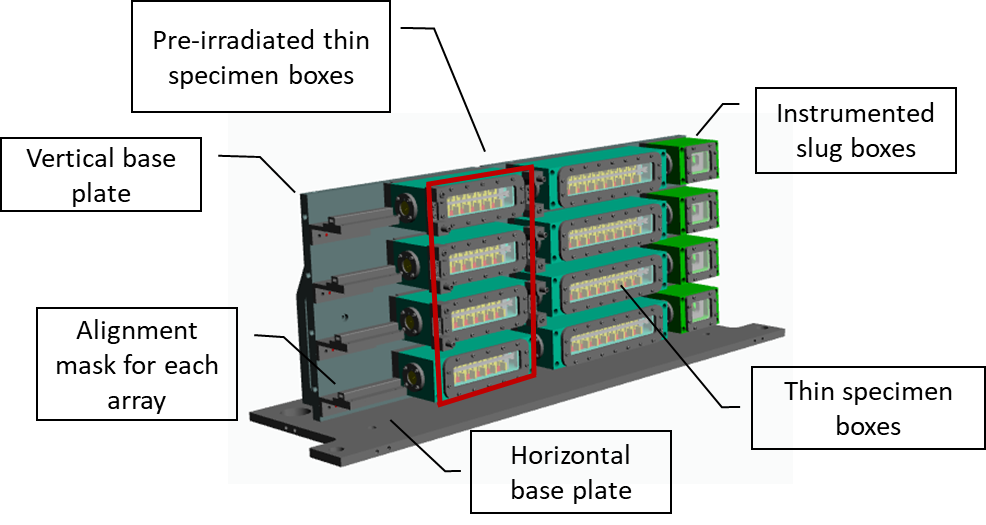 Pre-irradiated thin
specimen boxes
Instrumented
slug boxes
Vertical base
plate
Alignment
mask for each
array
Thin specimen
boxes
Horizontal
base plate